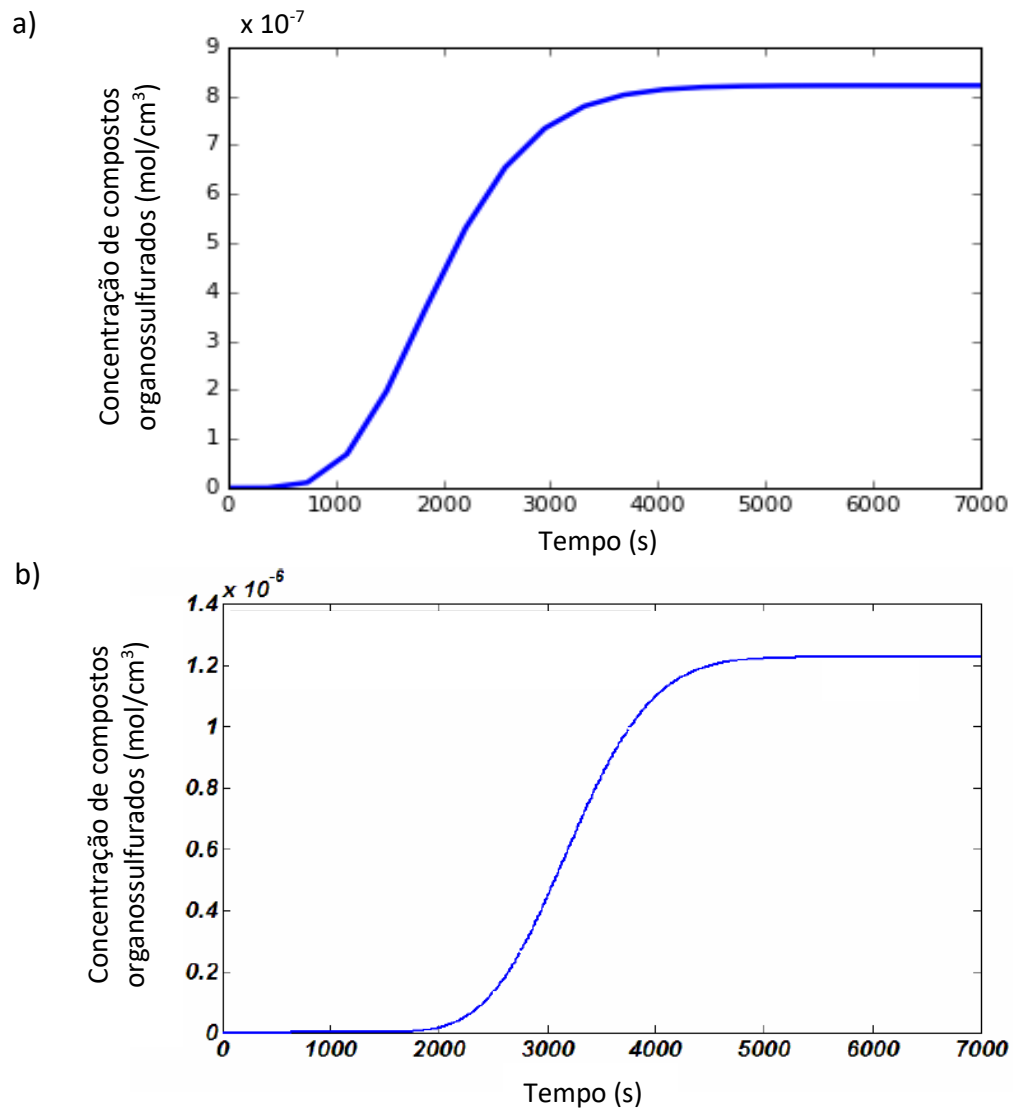 a)
x 10⁻⁷
Concentração de compostos
organossulfurados (mol/cm³)
9
8
7
6
5
4
3
2
1
0
0 1000 2000 3000 4000 5000 6000 7000
Tempo (s)
b)
x 10⁻⁶
Concentração de compostos
organossulfurados (mol/cm³)
1.4
1.2
1
0.8
0.6
0.4
0.2
0
0 1000 2000 3000 4000 5000 6000 7000
Tempo (s)